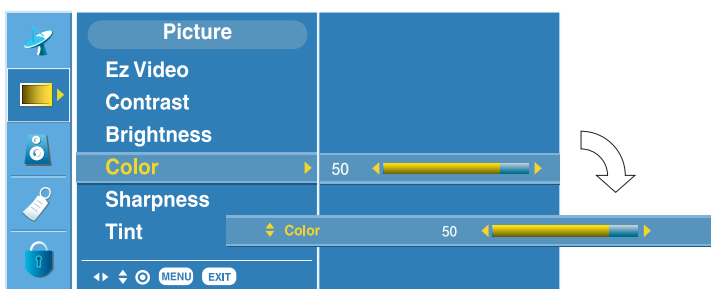 Picture
Ez Video
Contrast
Brightness
Color 50
Sharpness
Tint
Color 50
MENU EXIT